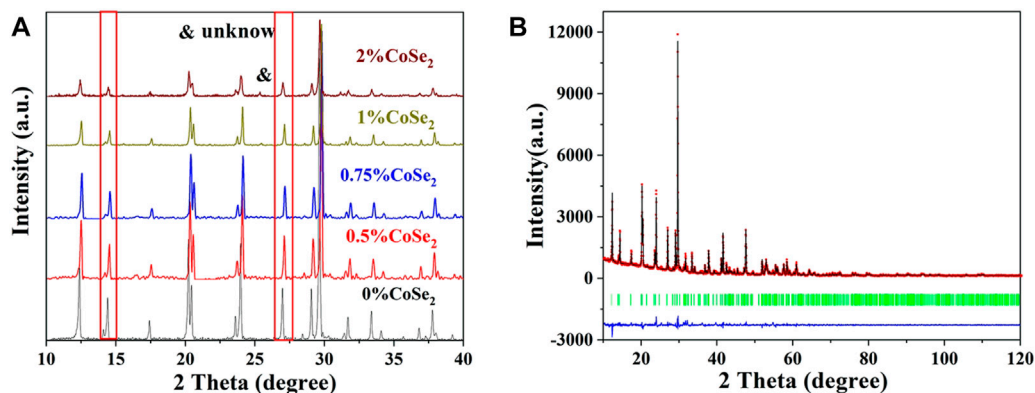 A
Intensity (a.u.)
& unknow
2%CoSe₂
&
1%CoSe₂
0.75%CoSe₂
0.5%CoSe₂
0%CoSe₂
10 15 20 25 30 35 40
2 Theta (degree)
B
Intensity(a.u.)
12000
9000
6000
3000
0
-3000
20 40 60 80 100 120
2 Theta (degree)